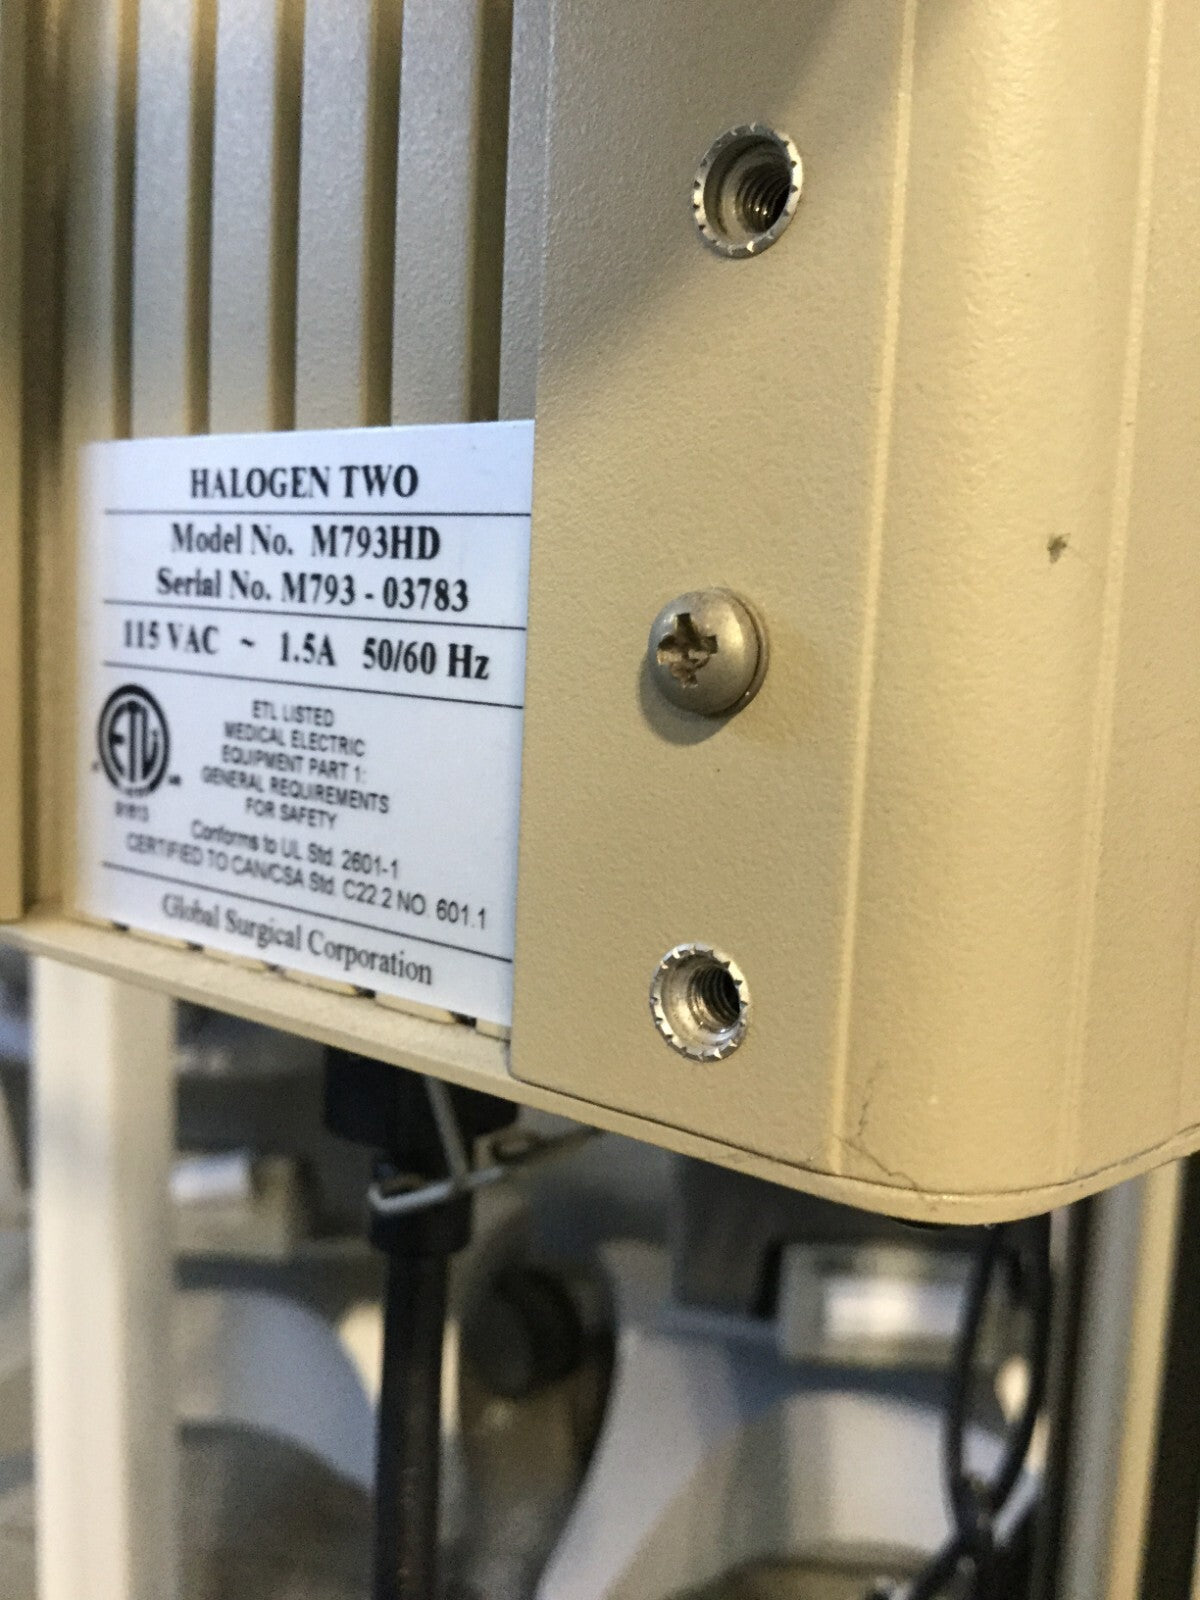 HALOGEN TWO
Model No. M793HD
Serial No. M793 - 03783
115 VAC ~ 1.5A 50/60 Hz
ETL
ETL LISTED
MEDICAL ELECTRIC
EQUIPMENT PART 1:
GENERAL REQUIREMENTS
FOR SAFETY
Conforms to UL Std. 2601-1
CERTIFIED TO CAN/CSA Std. C22.2 NO. 601.1
Global Surgical Corporation